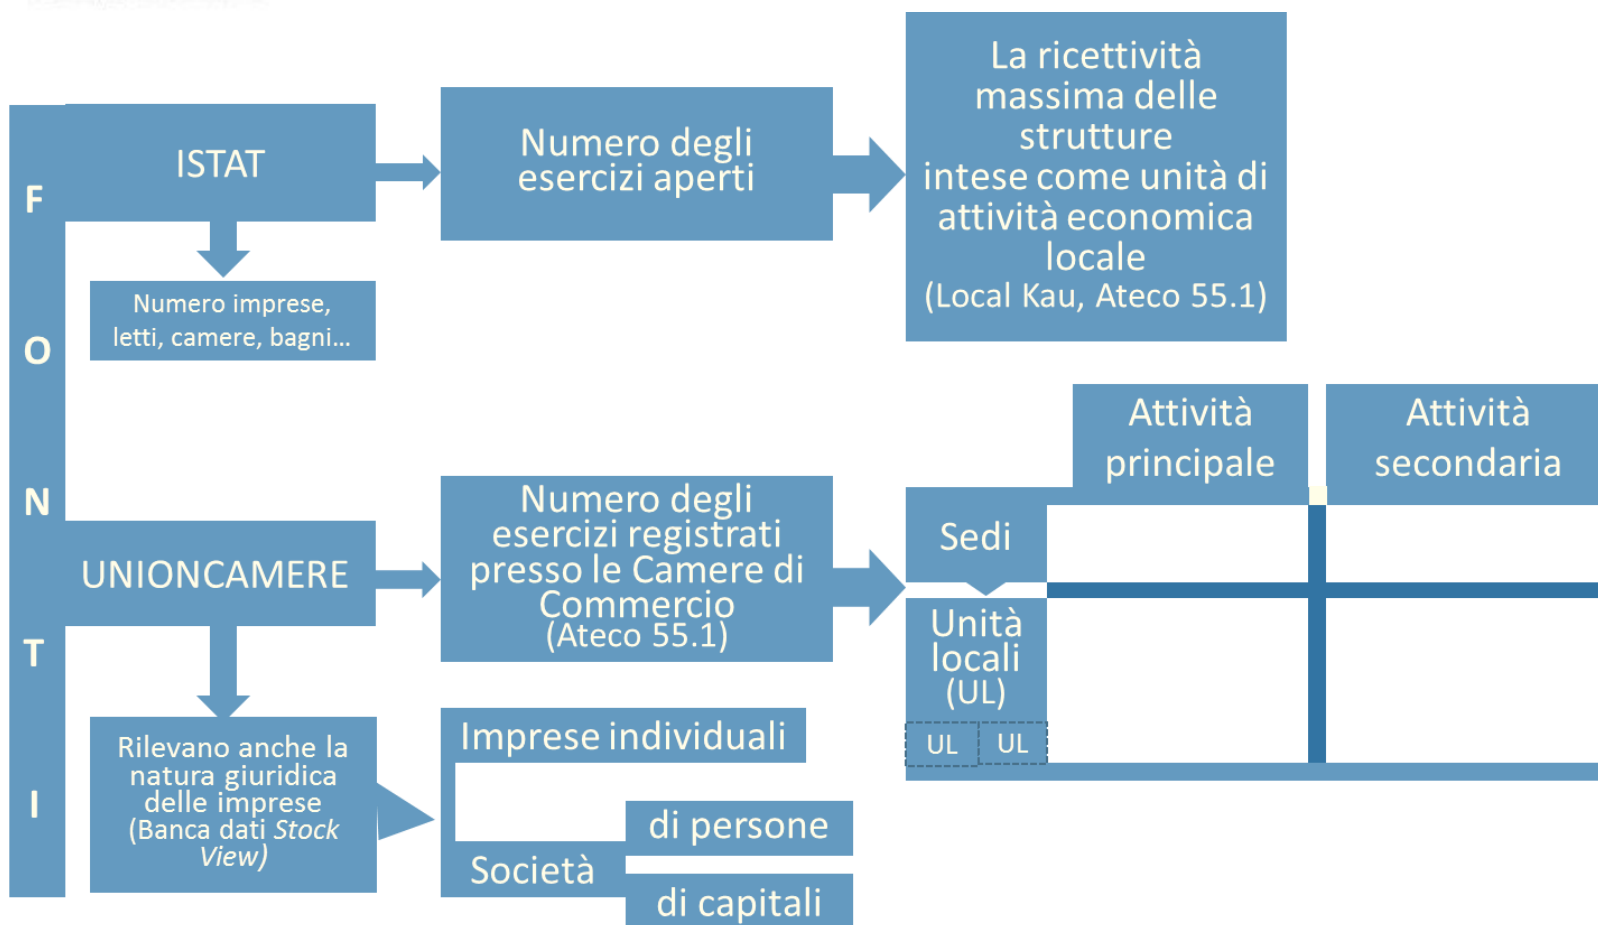 F
O
N
T
I
ISTAT
Numero imprese,
letti, camere, bagni…
Numero degli
esercizi aperti
La ricettività
massima delle
strutture
intese come unità di
attività economica
locale
(Local Kau, Ateco 55.1)
UNIONCAMERE
Numero degli
esercizi registrati
presso le Camere di
Commercio
(Ateco 55.1)
Attività
principale
Attività
secondaria
Sedi
Unità
locali
(UL)
UL
UL
Rilevano anche la
natura giuridica
delle imprese
(Banca dati Stock
View)
Imprese individuali
Società
di persone
di capitali